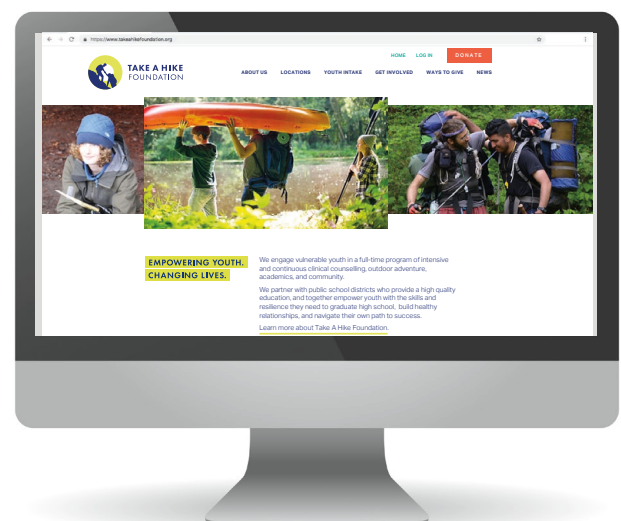 https://www.takeahikefoundation.org
HOME LOG IN DONATE
TAKE A HIKE
FOUNDATION
ABOUT US LOCATIONS YOUTH INTAKE GET INVOLVED WAYS TO GIVE NEWS
EMPOWERING YOUTH.
CHANGING LIVES.
We engage vulnerable youth in a full-time program of intensive
and continuous clinical counselling, outdoor adventure,
academics, and community.
We partner with public school districts who provide a high quality
education, and together empower youth with the skills and
resilience they need to graduate high school, build healthy
relationships, and navigate their own path to success.
Learn more about Take A Hike Foundation.